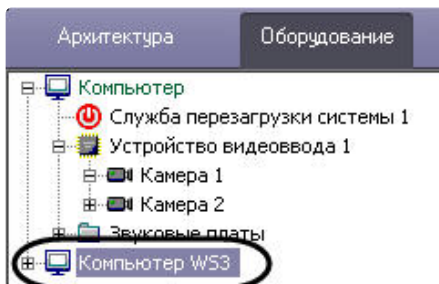 Архитектура Оборудование
Компьютер
Служба перезагрузки системы 1
Устройство видеоввода 1
Камера 1
Камера 2
Звуковые платы
Компьютер WS3